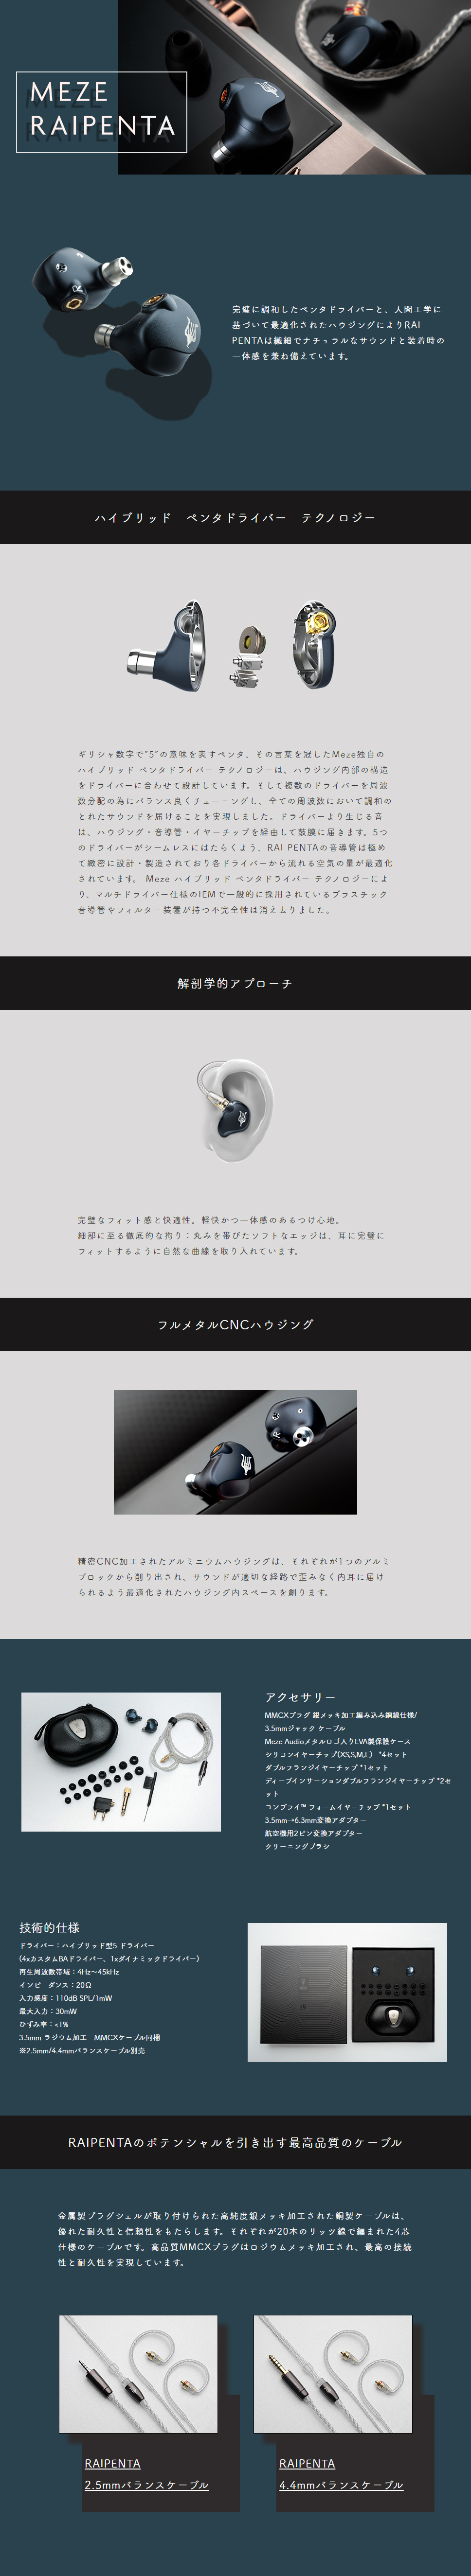 MEZE
RAIPENTA
完璧に調和したペンタドライバーと、人間工学に
基づいて最適化されたハウジングによりRAI
PENTAは繊細でナチュラルなサウンドと装着時の
一体感を兼ね備えています。
ハイブリッド　ペンタドライバー　テクノロジー
ギリシャ数字で“5”の意味を表すペンタ、その言葉を冠したMeze独自の
ハイブリッド ペンタドライバー テクノロジーは、ハウジング内部の構造
をドライバーに合わせて設計しています。そして複数のドライバーを周波
数分配の為にバランス良くチューニングし、全ての周波数において調和の
とれたサウンドを届けることを実現しました。ドライバーより生じる音
は、ハウジング・音導管・イヤーチップを経由して鼓膜に届きます。5つ
のドライバーがシームレスにはたらくよう、RAI PENTAの音導管は極め
て緻密に設計・製造されており各ドライバーから流れる空気の量が最適化
されています。 Meze ハイブリッド ペンタドライバー テクノロジーによ
り、マルチドライバー仕様のIEMで一般的に採用されているプラスチック
音導管やフィルター装置が持つ不完全性は消え去りました。
解剖学的アプローチ
完璧なフィット感と快適性。軽快かつ一体感のあるつけ心地。
細部に至る徹底的な拘り：丸みを帯びたソフトなエッジは、耳に完璧に
フィットするように自然な曲線を取り入れています。
フルメタルCNCハウジング
R
精密CNC加工されたアルミニウムハウジングは、それぞれが1つのアルミ
ブロックから削り出され、サウンドが適切な経路で歪みなく内耳に届け
られるよう最適化されたハウジング内スペースを創ります。
アクセサリー
MMCXプラグ 銀メッキ加工編み込み銅線仕様/
3.5mmジャック ケーブル
Meze Audioメタルロゴ入りEVA製保護ケース
シリコンイヤーチップ(XS,S,M,L） *4セット
ダブルフランジイヤーチップ *1セット
ディープインサーションダブルフランジイヤーチップ *2セ
ット
コンプライ™ フォームイヤーチップ *1セット
3.5mm→6.3mm変換アダプター
航空機用2ピン変換アダプター
クリーニングブラシ
技術的仕様
ドライバー：ハイブリッド型5 ドライバー
(4xカスタムBAドライバー、1xダイナミックドライバー)
再生周波数帯域：4Hz～45kHz
インピーダンス：20Ω
入力感度：110dB SPL/1mW
最大入力：30mW
ひずみ率：<1%
3.5mm ラジウム加工　MMCXケーブル同梱
※2.5mm/4.4mmバランスケーブル別売
RAIPENTAのポテンシャルを引き出す最高品質のケーブル
金属製プラグシェルが取り付けられた高純度銀メッキ加工された銅製ケーブルは、
優れた耐久性と信頼性をもたらします。それぞれが20本のリッツ線で編まれた4芯
仕様のケーブルです。高品質MMCXプラグはロジウムメッキ加工され、最高の接続
性と耐久性を実現しています。
RAIPENTA
2.5mmバランスケーブル
RAIPENTA
4.4mmバランスケーブル